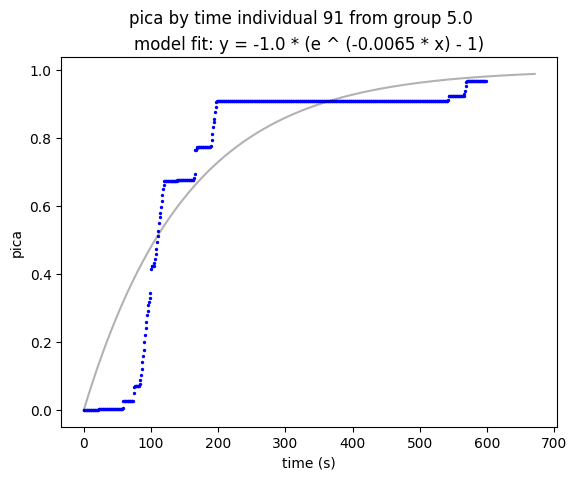 pica by time individual 91 from group 5.0
model fit: y = -1.0 * (e ^ (-0.0065 * x) - 1)
1.0
0.8
0.6
0.4
0.2
0.0
pica
0 100 200 300 400 500 600 700
time (s)